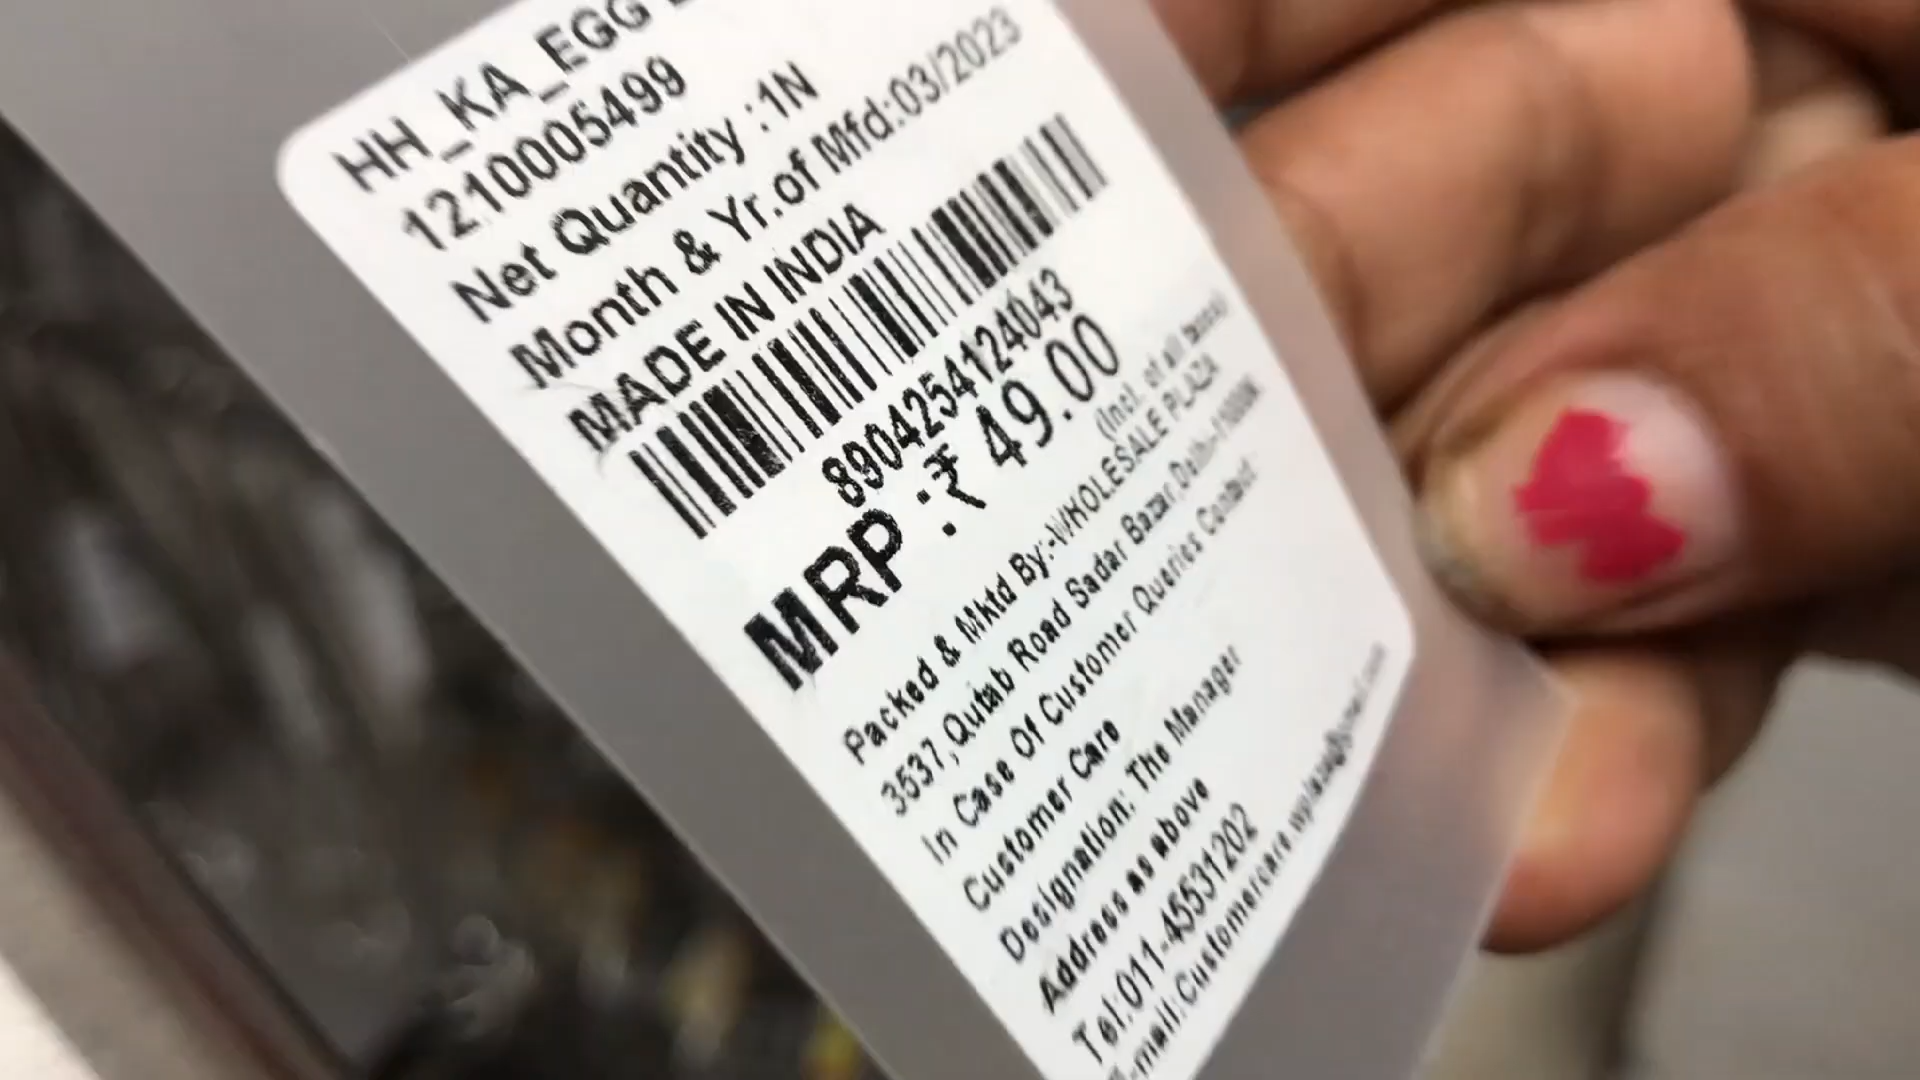 HH_KA_EGG
1210005499
Net Quantity :1N
Month & Yr.of Mfd:03/2023
MADE IN INDIA
8904254124043
MRP :₹ 49.00
(Incl. of all taxes)
Packed & Mktd By:-WHOLESALE PLAZA
3537,Qutab Road Sadar Bazar,Delhi-
In Case Of Customer Queries Contact:
Customer Care
Designation: The Manager
Address as above
Tel:011-45531202